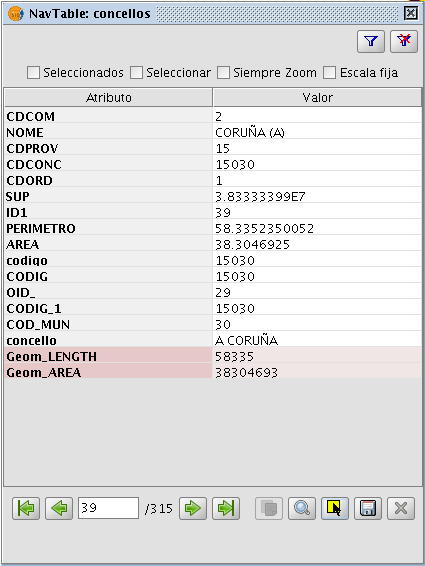 NavTable: concellos
Seleccionados Seleccionar Siempre Zoom Escala fija
Atributo Valor
CDCOM 2
NOME CORUÑA (A)
CDPROV 15
CDCONC 15030
CDORD 1
SUP 3.83333399E7
ID1 39
PERIMETRO 58.3352350052
AREA 38.3046925
codigo 15030
CODIG 15030
OID_ 29
CODIG_1 15030
COD_MUN 30
concello A CORUÑA
Geom_LENGTH 58335
Geom_AREA 38304693
39 /315